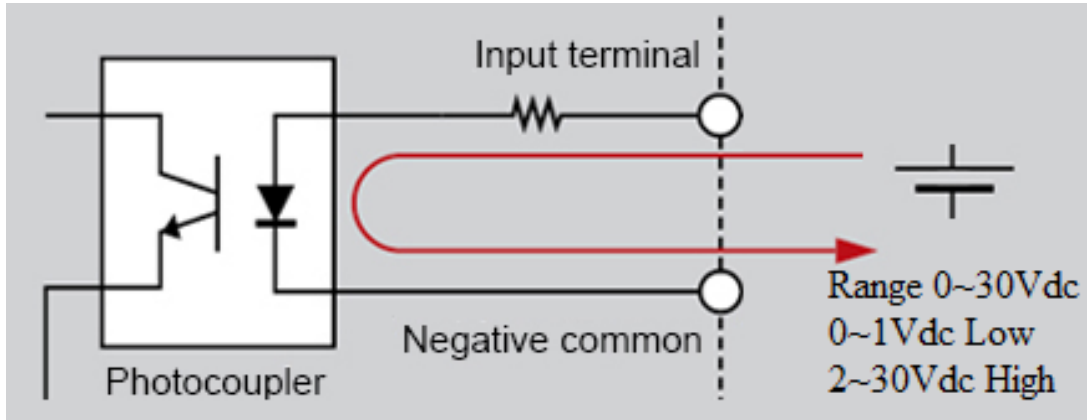 Input terminal
Negative common
Photocoupler
Range 0~30Vdc
0~1Vdc Low
2~30Vdc High